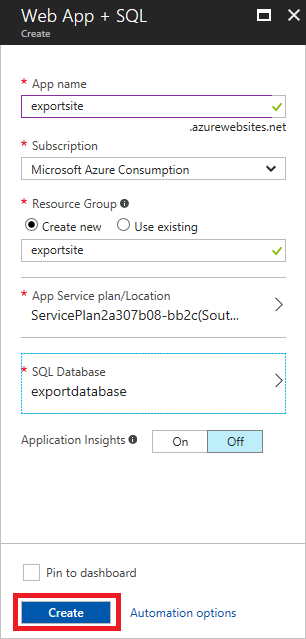 Web App + SQL
Create
* App name
exportsite
.azurewebsites.net
* Subscription
Microsoft Azure Consumption
* Resource Group
Create new Use existing
exportsite
* App Service plan/Location
ServicePlan2a307b08-bb2c(Sout...
* SQL Database
exportdatabase
Application Insights On Off
Pin to dashboard
Create Automation options